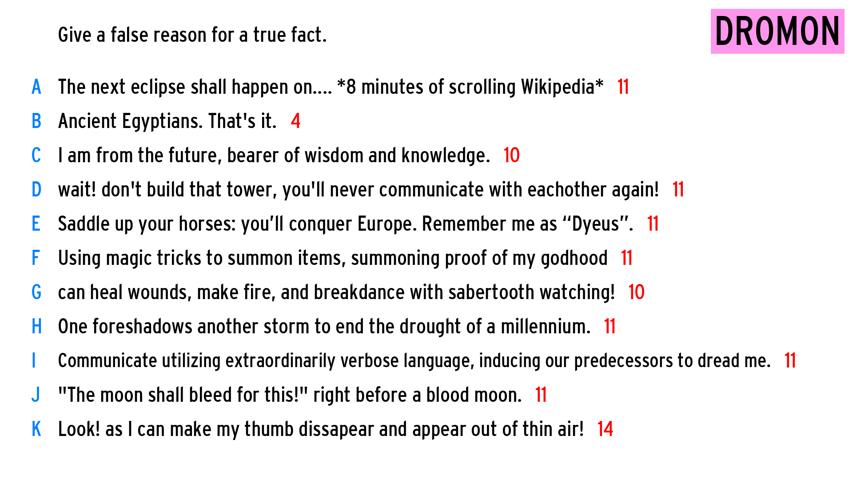 Give a false reason for a true fact.
DROMON
A The next eclipse shall happen on.... *8 minutes of scrolling Wikipedia* 11
B Ancient Egyptians. That's it. 4
C I am from the future, bearer of wisdom and knowledge. 10
D wait! don't build that tower, you'll never communicate with eachother again! 11
E Saddle up your horses: you’ll conquer Europe. Remember me as “Dyeus”. 11
F Using magic tricks to summon items, summoning proof of my godhood 11
G can heal wounds, make fire, and breakdance with sabertooth watching! 10
H One foreshadows another storm to end the drought of a millennium. 11
I Communicate utilizing extraordinarily verbose language, inducing our predecessors to dread me. 11
J "The moon shall bleed for this!" right before a blood moon. 11
K Look! as I can make my thumb dissapear and appear out of thin air! 14